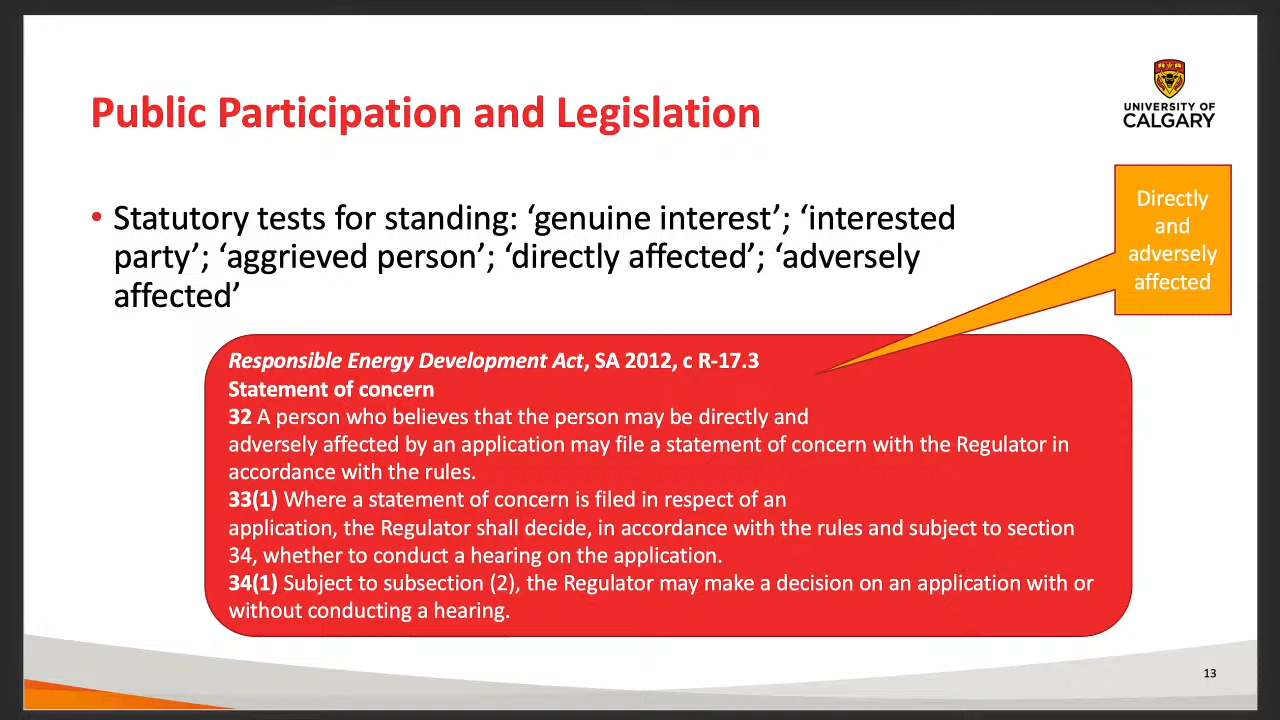 Public Participation and Legislation
UNIVERSITY OF
CALGARY
• Statutory tests for standing: ‘genuine interest’; ‘interested
party’; ‘aggrieved person’; ‘directly affected’; ‘adversely
affected’
Directly
and
adversely
affected
Responsible Energy Development Act, SA 2012, c R-17.3
Statement of concern
32 A person who believes that the person may be directly and
adversely affected by an application may file a statement of concern with the Regulator in
accordance with the rules.
33(1) Where a statement of concern is filed in respect of an
application, the Regulator shall decide, in accordance with the rules and subject to section
34, whether to conduct a hearing on the application.
34(1) Subject to subsection (2), the Regulator may make a decision on an application with or
without conducting a hearing.
13